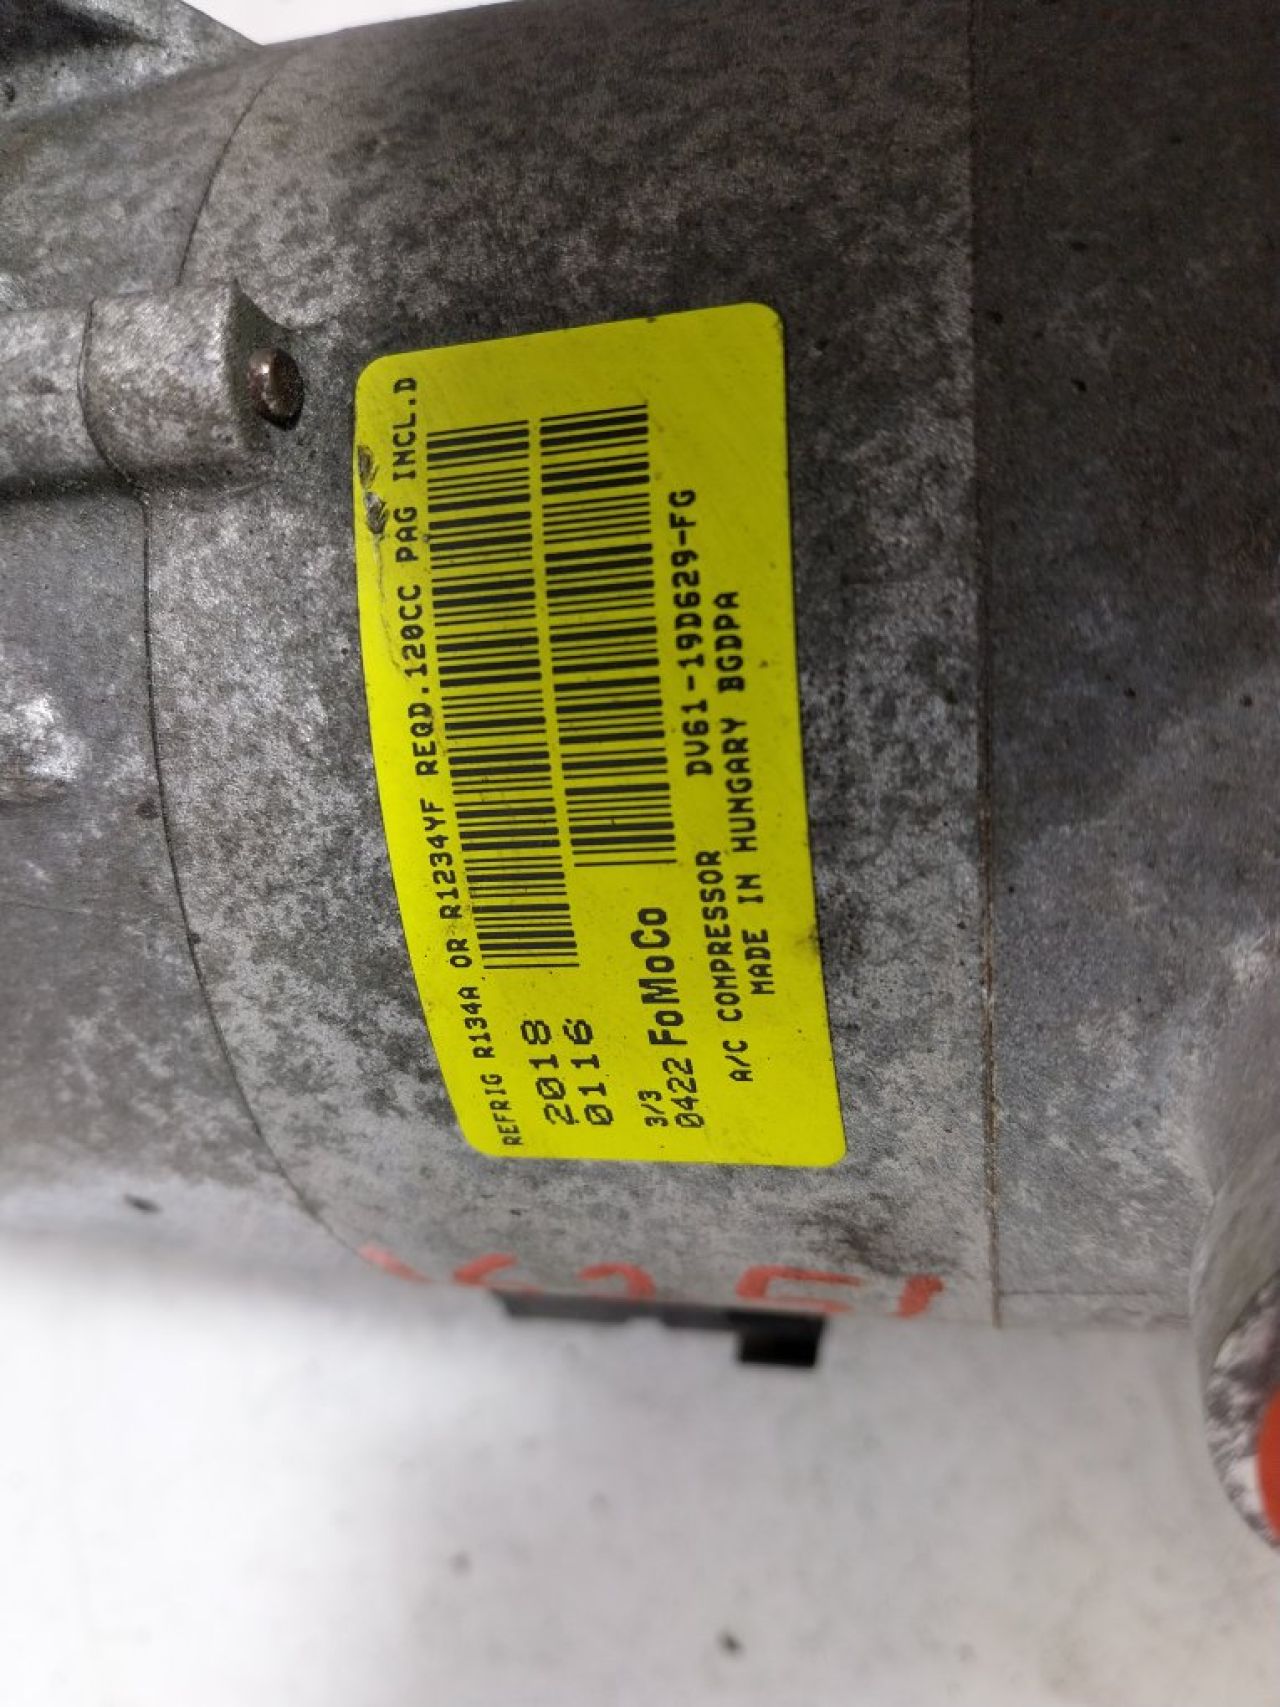 REFRIG R134A OR R1234YF REQD.120CC PAG INCL.D
2018
0116
3/3
0422 FoMoCo
A/C COMPRESSOR DV61-19D629-FG
MADE IN HUNGARY BGDPA